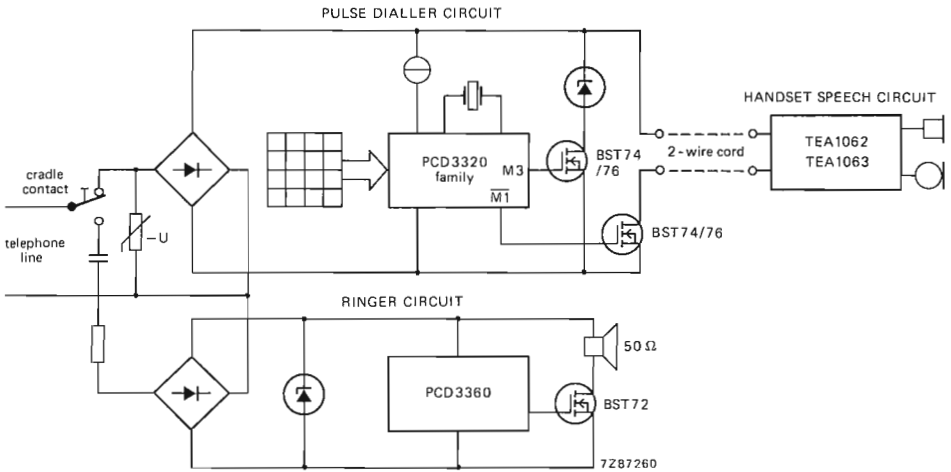 PULSE DIALLER CIRCUIT
HANDSET SPEECH CIRCUIT
TEA1062
TEA1063
2-wire cord
PCD3320
family
M3
M1
BST74
/76
BST74/76
cradle
contact
telephone
line
–U
RINGER CIRCUIT
PCD3360
50 Ω
BST72
7Z87260